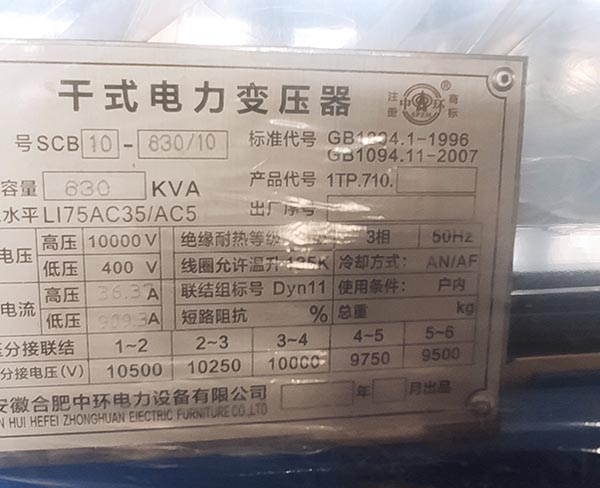 干式电力变压器
注册 中环 商标 ®
号SCB 10 - 630/10 标准代号 GB1094.1-1996
GB1094.11-2007
容量 630 KVA 产品代号 1TP.710.
水平 LI75AC35/AC5 出厂序号
电压 高压 10000 V 绝缘耐热等级 3相 50Hz
低压 400 V 线圈允许温升 125K 冷却方式: AN/AF
电流 高压 36.37 A 联结组标号 Dyn11 使用条件: 户内
低压 909.3 A 短路阻抗 % 总重 kg
分接联结 1~2 2~3 3~4 4~5 5~6
分接电压(V) 10500 10250 10000 9750 9500
安徽合肥中环电力设备有限公司 年 月出品
HUI HEFEI ZHONGHUAN ELECTRIC FURNITURE CO.LTD